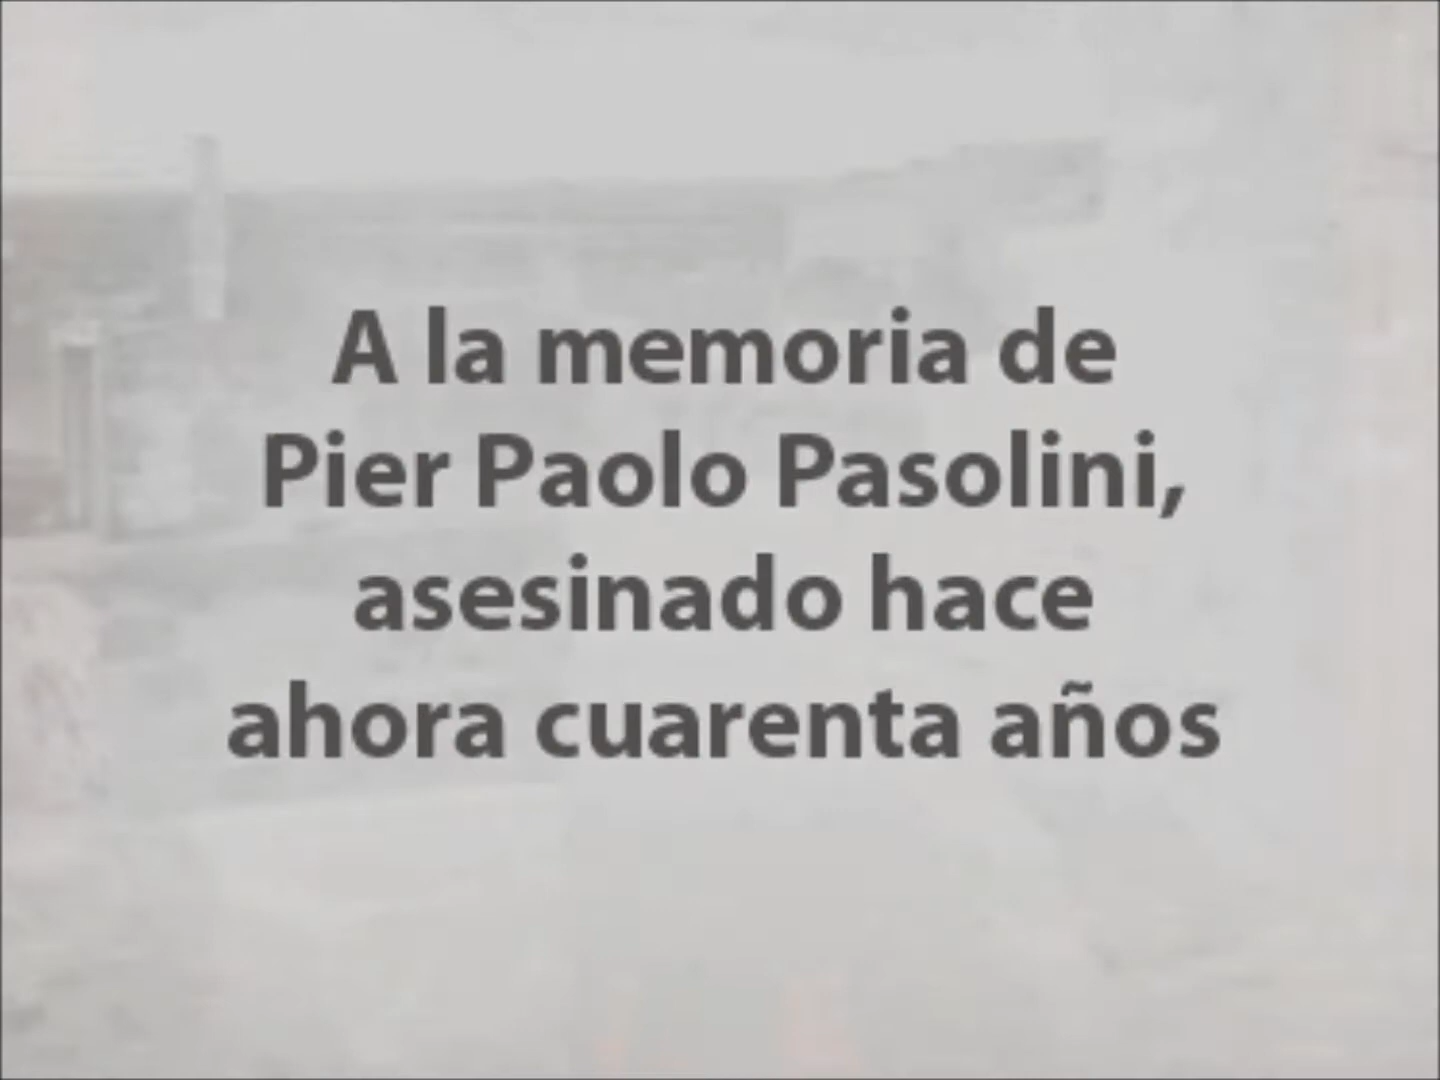 A la memoria de
Pier Paolo Pasolini,
asesinado hace
ahora cuarenta años